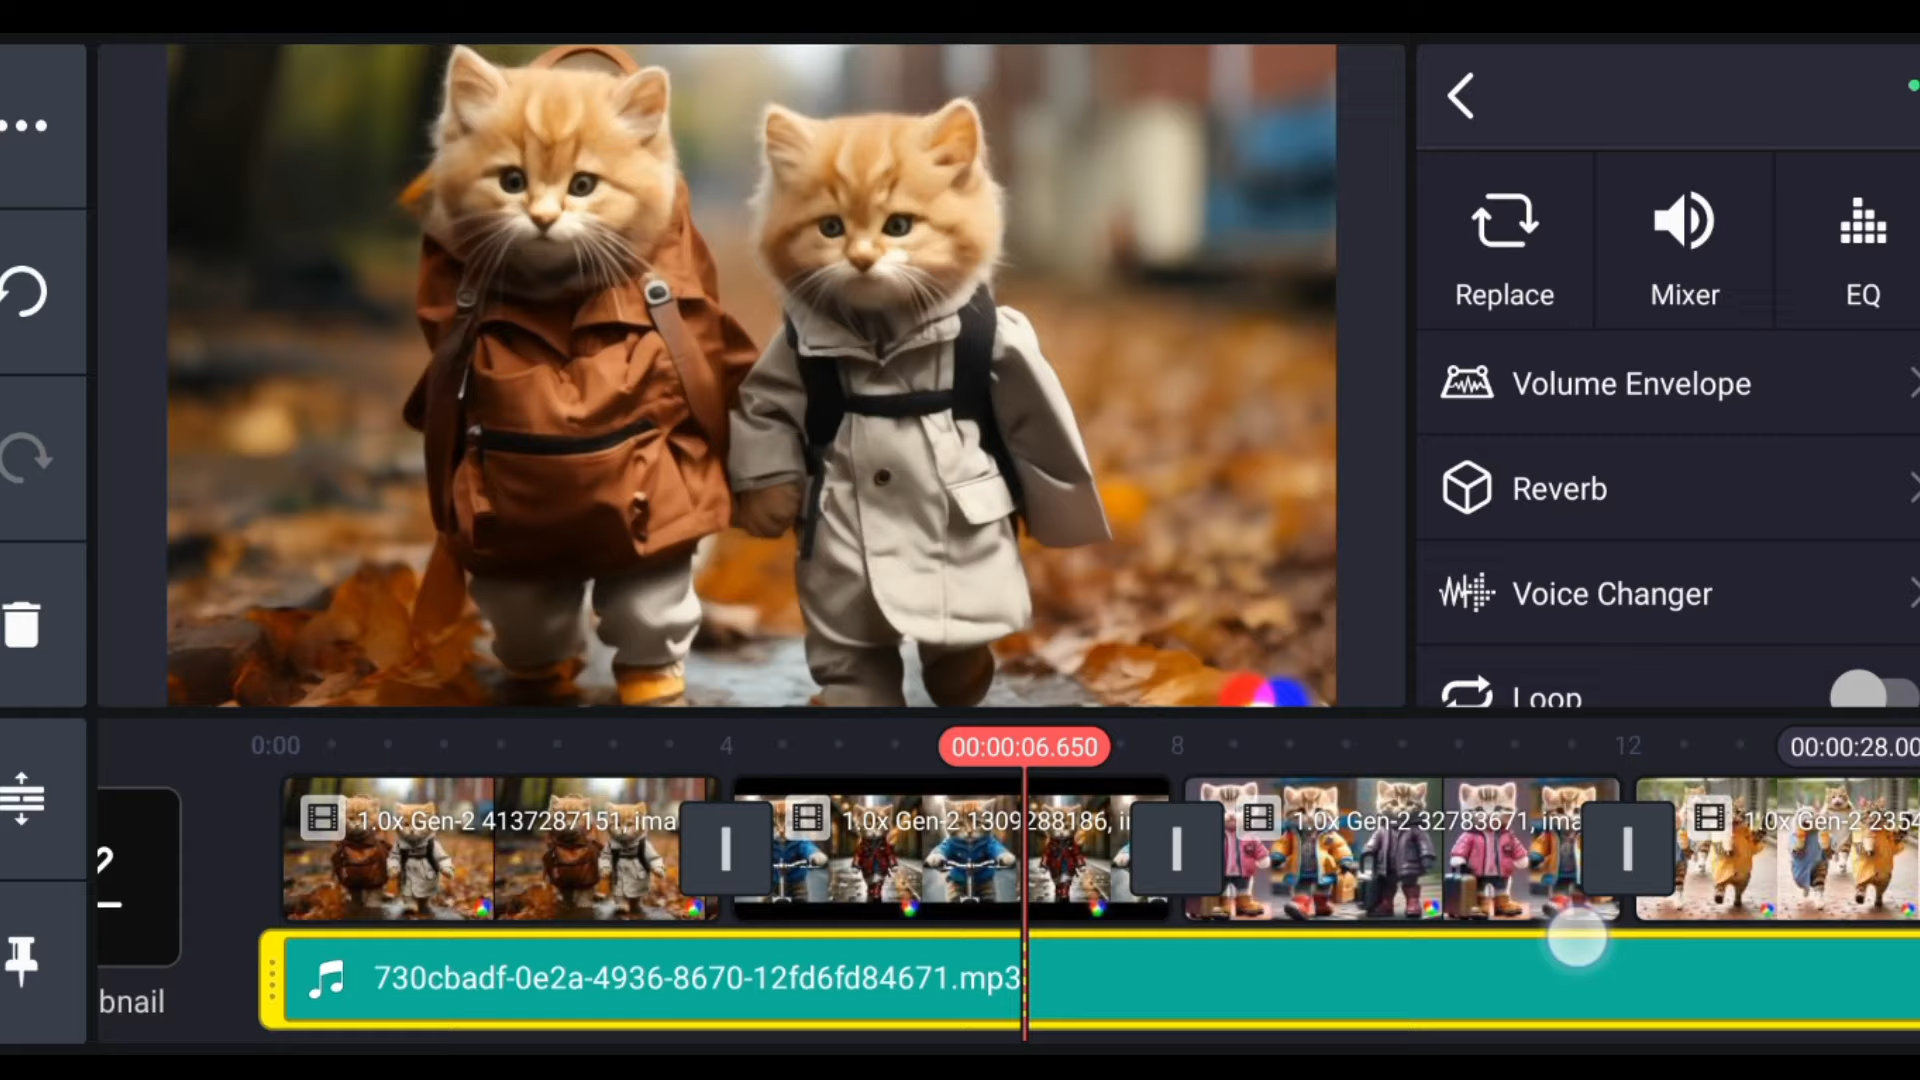 Replace
Mixer
EQ
Volume Envelope
Reverb
Voice Changer
Loop
0:00
4
00:00:06.650
8
12
00:00:28.00
1.0x Gen-2 4137287151, ima
1.0x Gen-2 1309288186, i
1.0x Gen-2 32783671, ima
1.0x Gen-2 2354
730cbadf-0e2a-4936-8670-12fd6fd84671.mp3
bnail